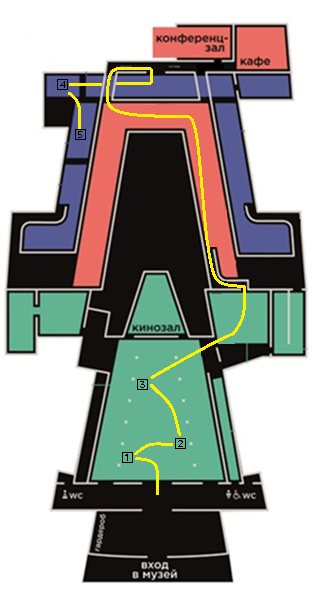 конференц-
зал
кафе
4
5
кинозал
3
2
1
wc
wc
гардероб
вход
в музей